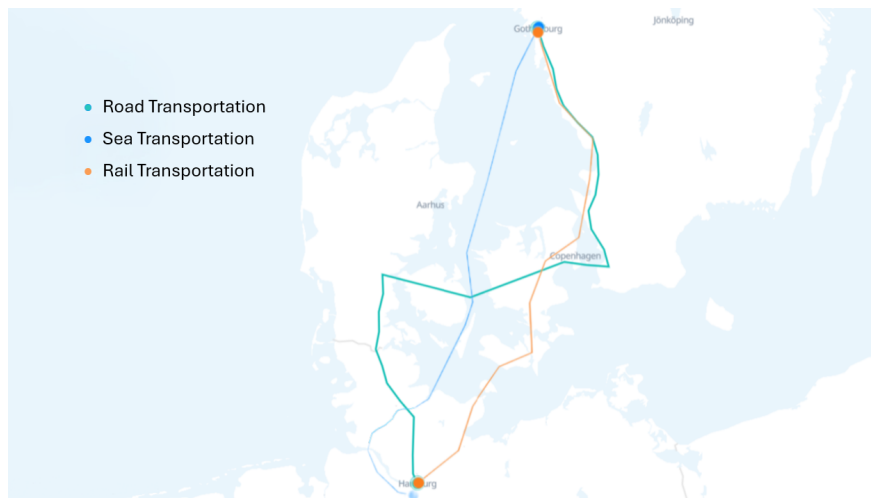 Jönköping
Road Transportation
Sea Transportation
Rail Transportation
Aarhus
Copenhagen